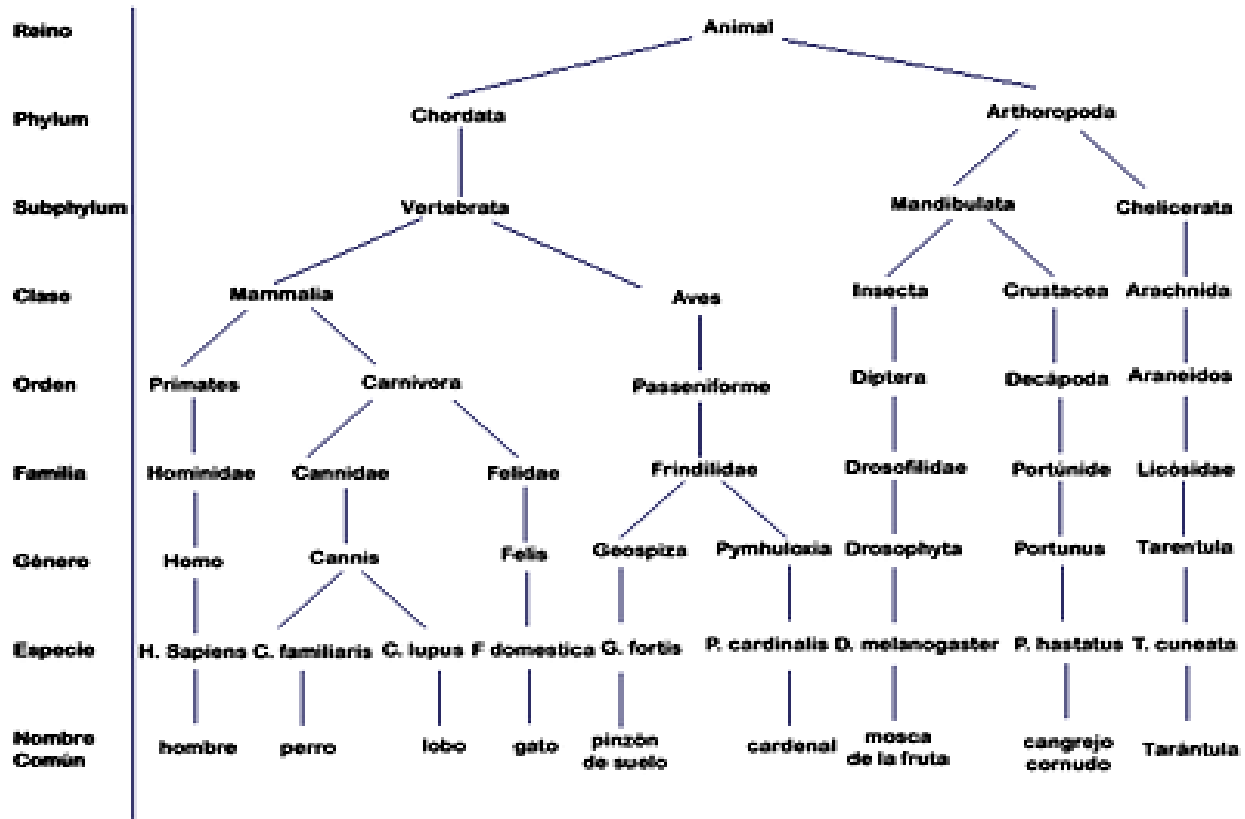 Reino Animal
Phylum Chordata Arthoropoda
Subphylum Vertebrata Mandibulata Chelicerata
Clase Mammalia Aves Insecta Crustacea Arachnida
Orden Primates Carnivora Passeniforme Diptera Decápoda Araneidos
Familia Hominidae Cannidae Felidae Frindilidae Drosofilidae Portúnide Licósidae
Género Homo Cannis Felis Geospiza Pymhuloxia Drosophyta Portunus Tarentula
Especie H. Sapiens C. familiaris C. lupus F domestica G. fortis P. cardinalis D. melanogaster P. hastatus T. cuneata
Nombre
Común
hombre perro lobo gato
pinzón
de suelo
cardenal
mosca
de la fruta
cangrejo
cornudo
Tarántula